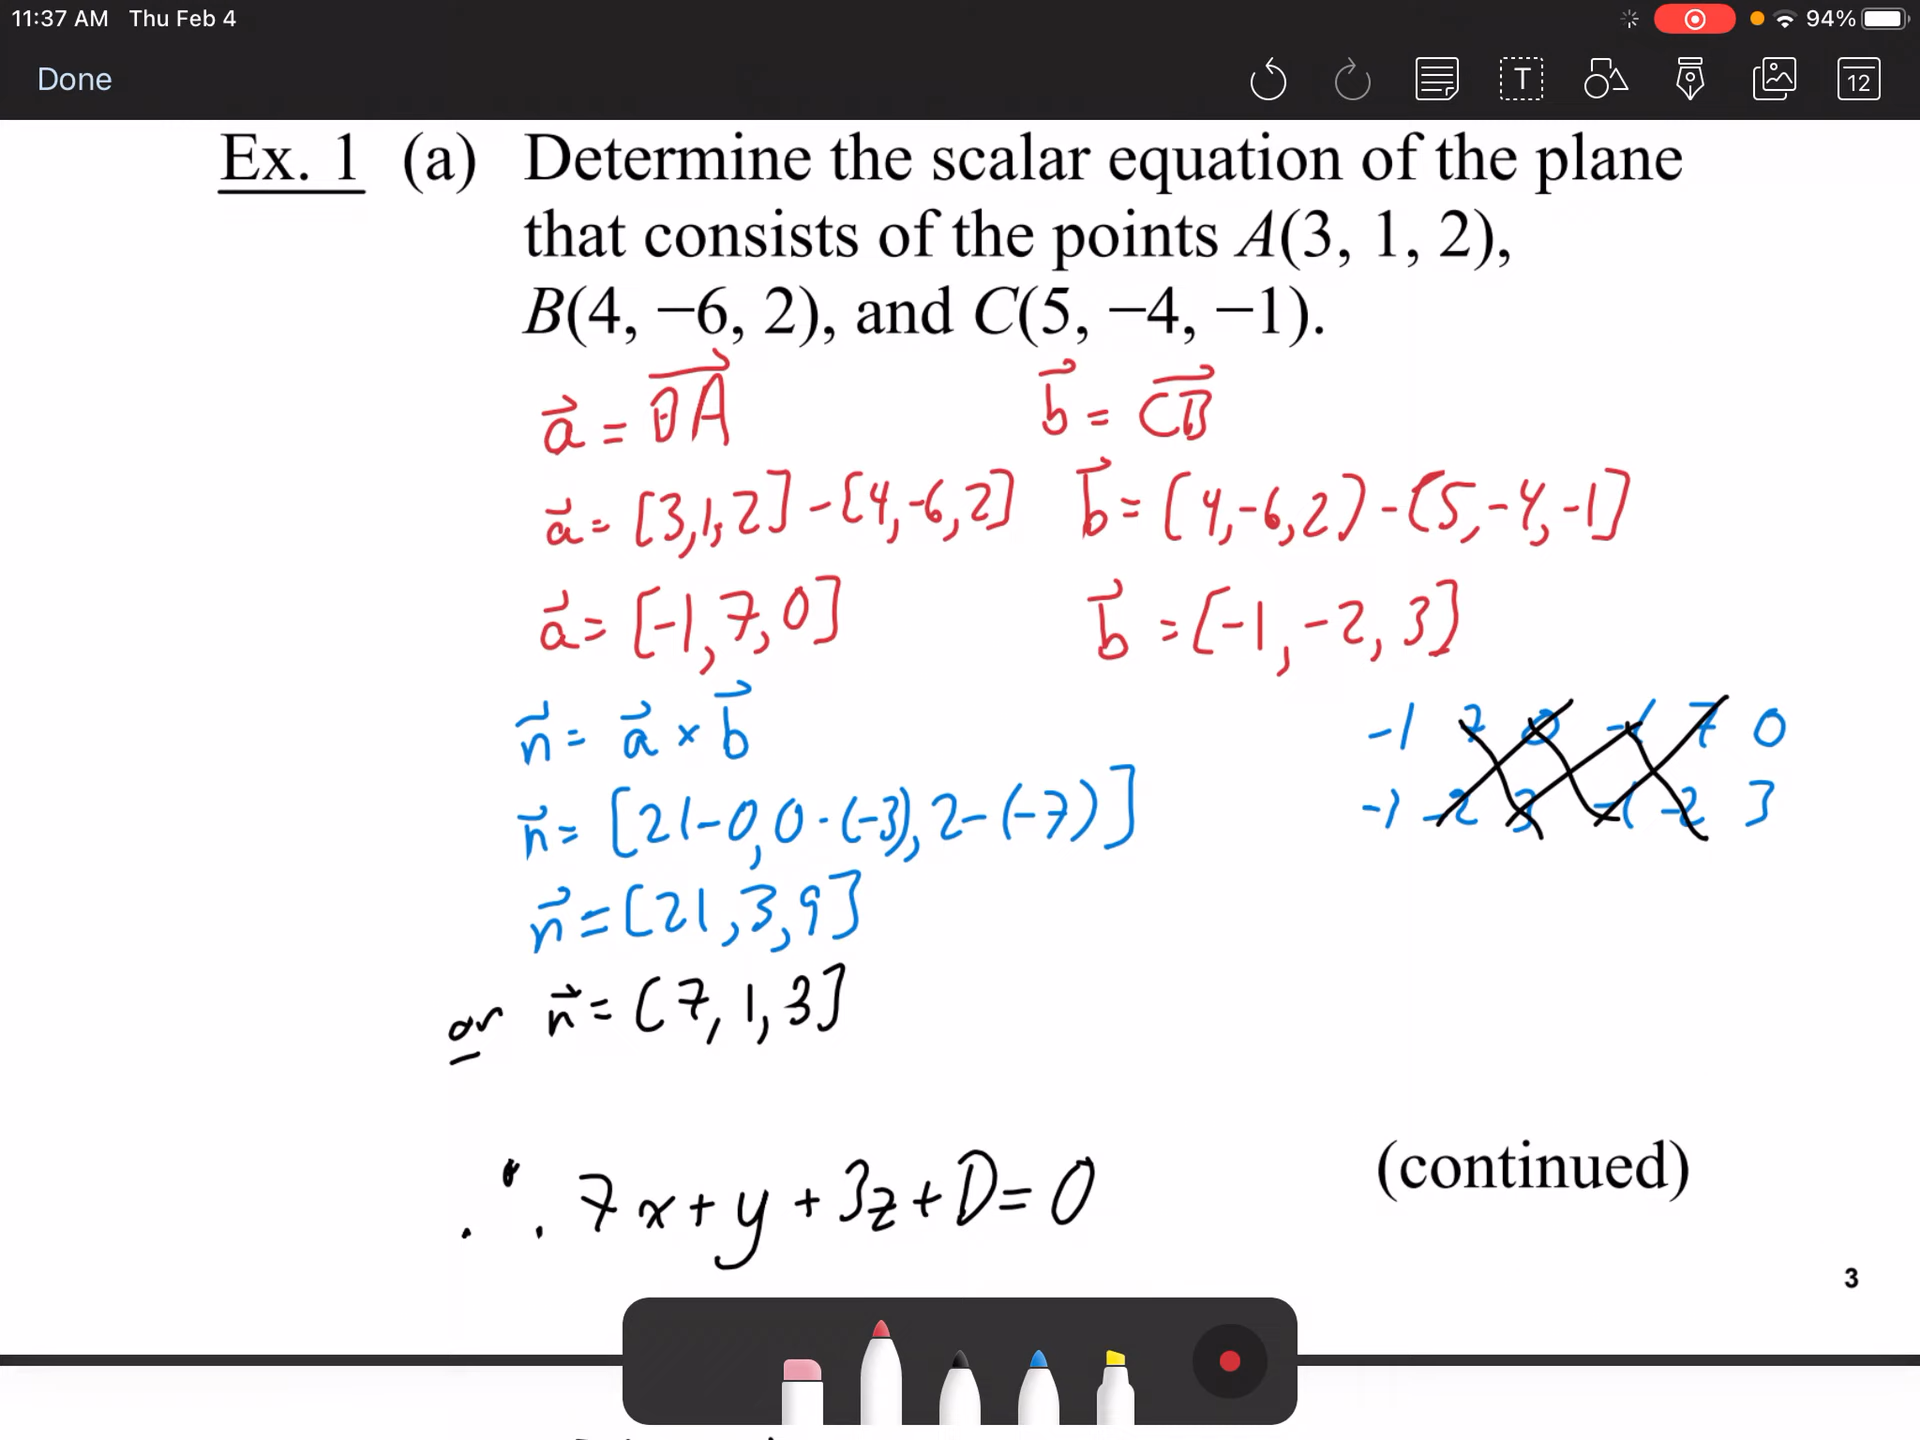 11:37 AM Thu Feb 4 94%
Done T 12
Ex. 1 (a) Determine the scalar equation of the plane
that consists of the points A(3, 1, 2),
B(4, −6, 2), and C(5, −4, −1).
a⃗ = BA⃗ b⃗ = CB⃗
a⃗ = [3,1,2] - [4,-6,2] b⃗ = [4,-6,2] - [5,-4,-1]
a⃗ = [-1, 7, 0] b⃗ = [-1, -2, 3]
n⃗ = a⃗ × b⃗ -1 7 0 -1 7 0
n⃗ = [21-0, 0-(-3), 2-(-7)] -1 -2 3 -1 -2 3
n⃗ = [21, 3, 9]
or n⃗ = [7, 1, 3]
∴ 7x + y + 3z + D = 0 (continued)
3